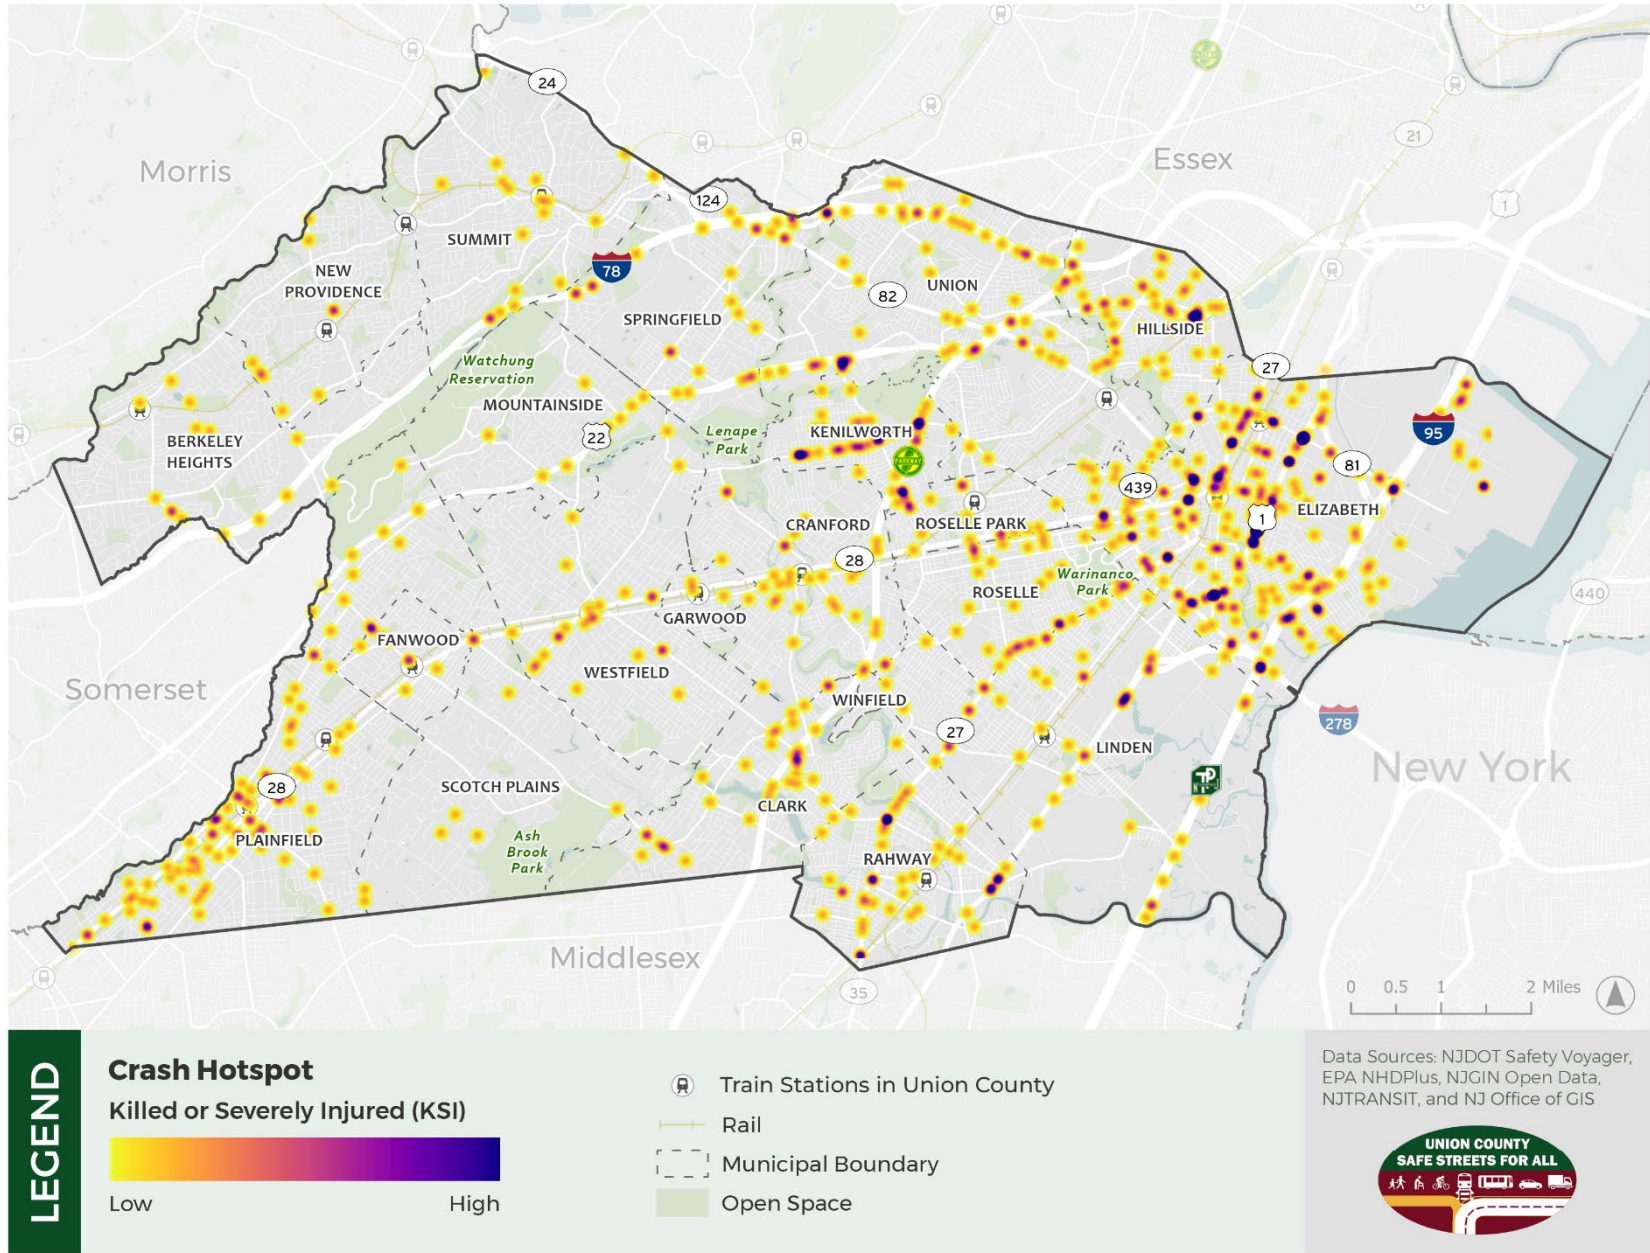 24
21
Essex
Morris
1
124
SUMMIT
78
NEW
PROVIDENCE
UNION
82
SPRINGFIELD
HILLSIDE
Watchung
Reservation
27
MOUNTAINSIDE
22
KENILWORTH
Lenape
Park
PARKWAY
95
BERKELEY
HEIGHTS
81
439
ELIZABETH
1
CRANFORD
ROSELLE PARK
28
Warinanco
Park
ROSELLE
440
GARWOOD
FANWOOD
WESTFIELD
Somerset
WINFIELD
278
27
LINDEN
New York
TP
28
SCOTCH PLAINS
CLARK
PLAINFIELD
Ash
Brook
Park
RAHWAY
Middlesex
35
0 0.5 1 2 Miles
LEGEND
Crash Hotspot
Killed or Severely Injured (KSI)
Low High
Train Stations in Union County
Rail
Municipal Boundary
Open Space
Data Sources: NJDOT Safety Voyager,
EPA NHDPlus, NJGIN Open Data,
NJTRANSIT, and NJ Office of GIS
UNION COUNTY
SAFE STREETS FOR ALL